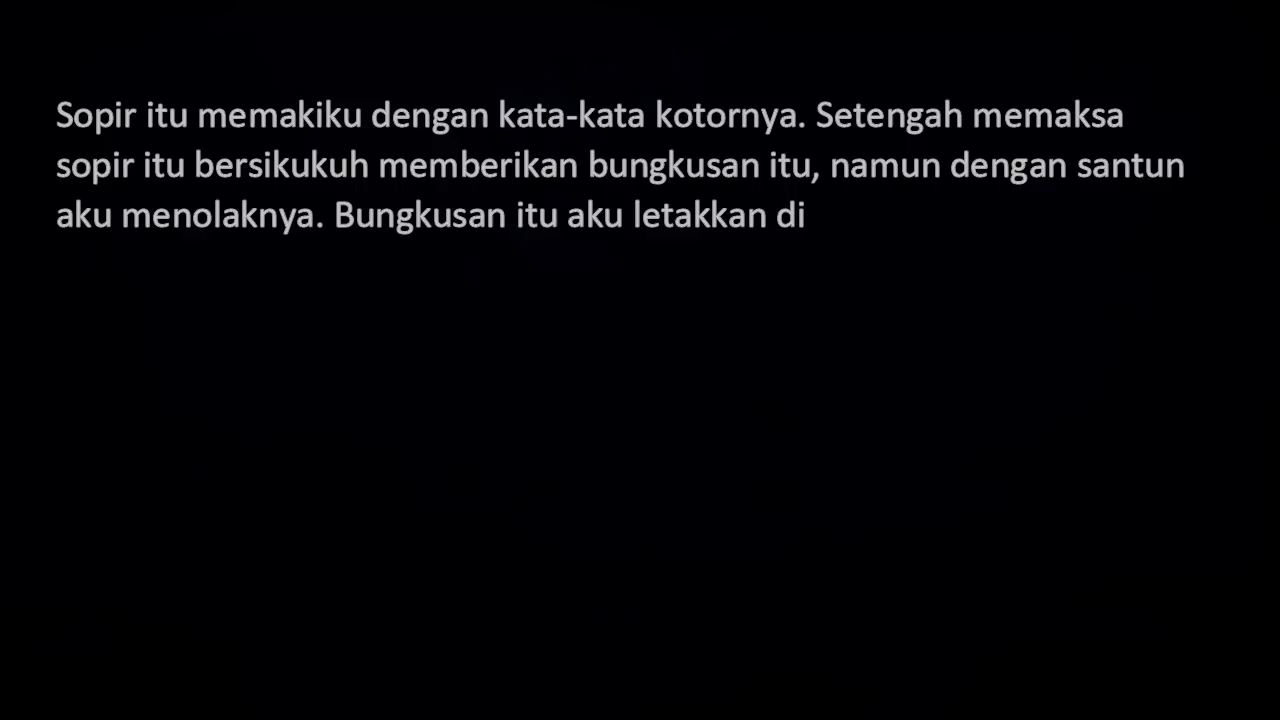 Sopir itu memakiku dengan kata-kata kotornya. Setengah memaksa
sopir itu bersikukuh memberikan bungkusan itu, namun dengan santun
aku menolaknya. Bungkusan itu aku letakkan di